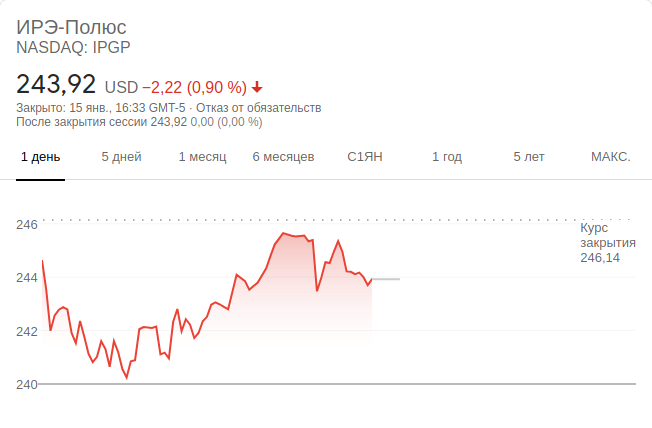 ИРЭ-Полюс
NASDAQ: IPGP
243,92 USD −2,22 (0,90 %)
Закрыто: 15 янв., 16:33 GMT-5 · Отказ от обязательств
После закрытия сессии 243,92 0,00 (0,00 %)
1 день 5 дней 1 месяц 6 месяцев С1ЯН 1 год 5 лет МАКС.
246
Курс
закрытия
246,14
244
242
240